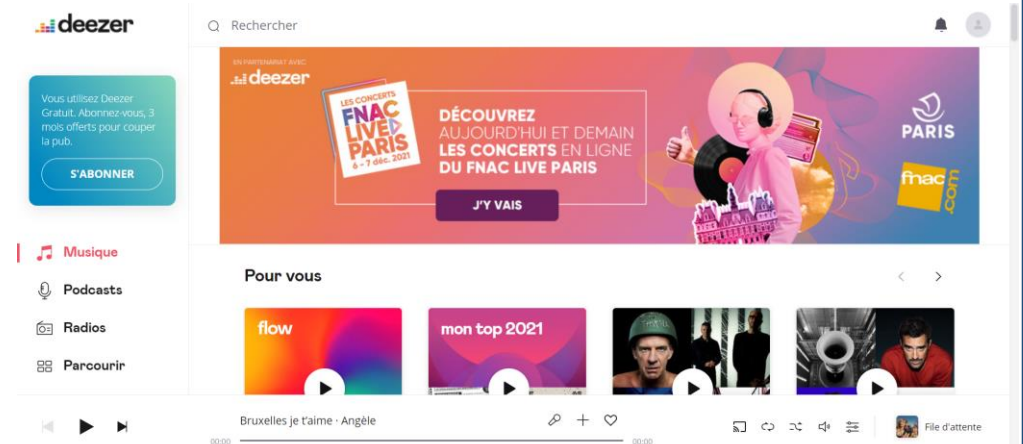 deezer
Rechercher
Vous utilisez Deezer
Gratuit. Abonnez-vous, 3
mois offerts pour couper
la pub.
S'ABONNER
Musique
Podcasts
Radios
Parcourir
EN PARTENARIAT AVEC
deezer
LES CONCERTS
FNAC
LIVE
PARIS
6 - 7 déc. 2021
DÉCOUVREZ
AUJOURD'HUI ET DEMAIN
LES CONCERTS EN LIGNE
DU FNAC LIVE PARIS
J'Y VAIS
PARIS
fnac
.com
Pour vous
flow
mon top 2021
Bruxelles je t'aime · Angèle
00:00
00:00
File d'attente